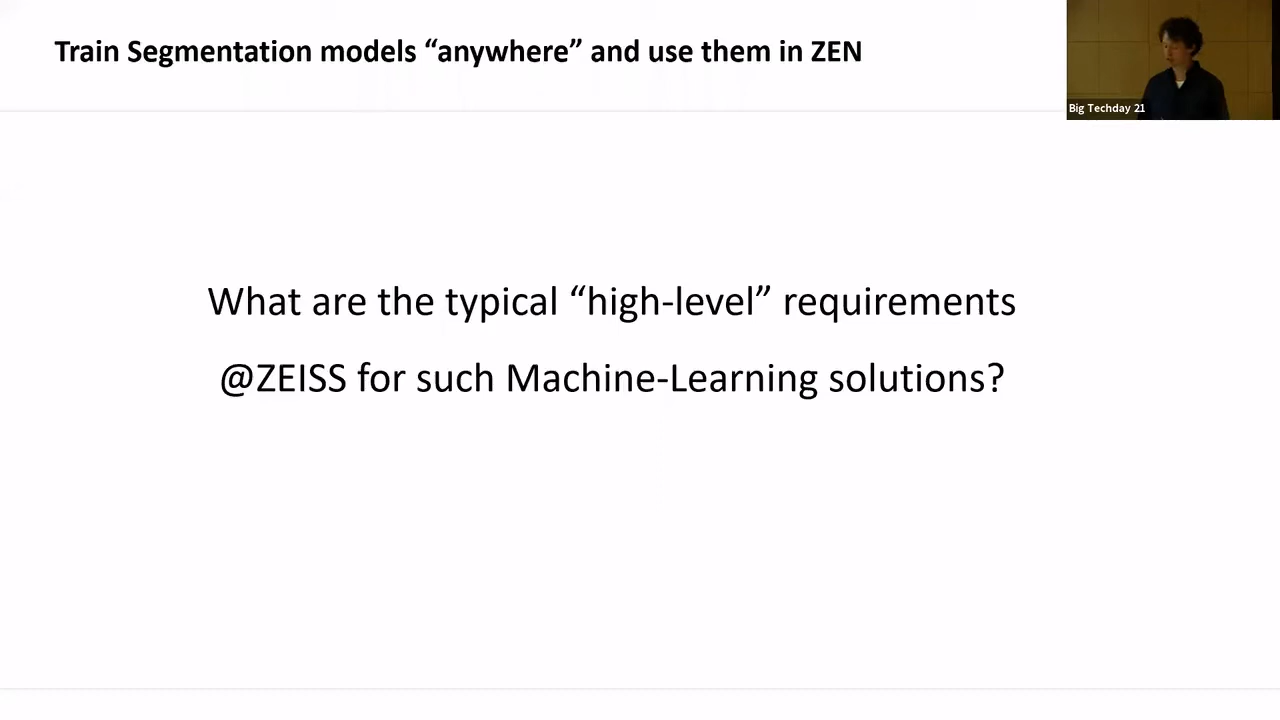 Train Segmentation models “anywhere” and use them in ZEN
Big Techday 21
What are the typical “high-level” requirements
@ZEISS for such Machine-Learning solutions?